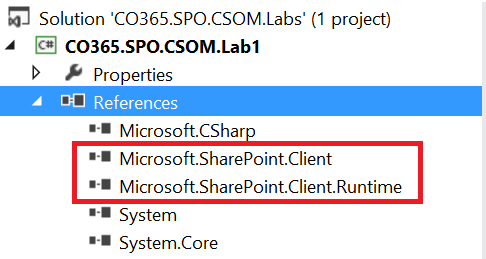 Solution 'CO365.SPO.CSOM.Labs' (1 project)
C# CO365.SPO.CSOM.Lab1
Properties
References
Microsoft.CSharp
Microsoft.SharePoint.Client
Microsoft.SharePoint.Client.Runtime
System
System.Core